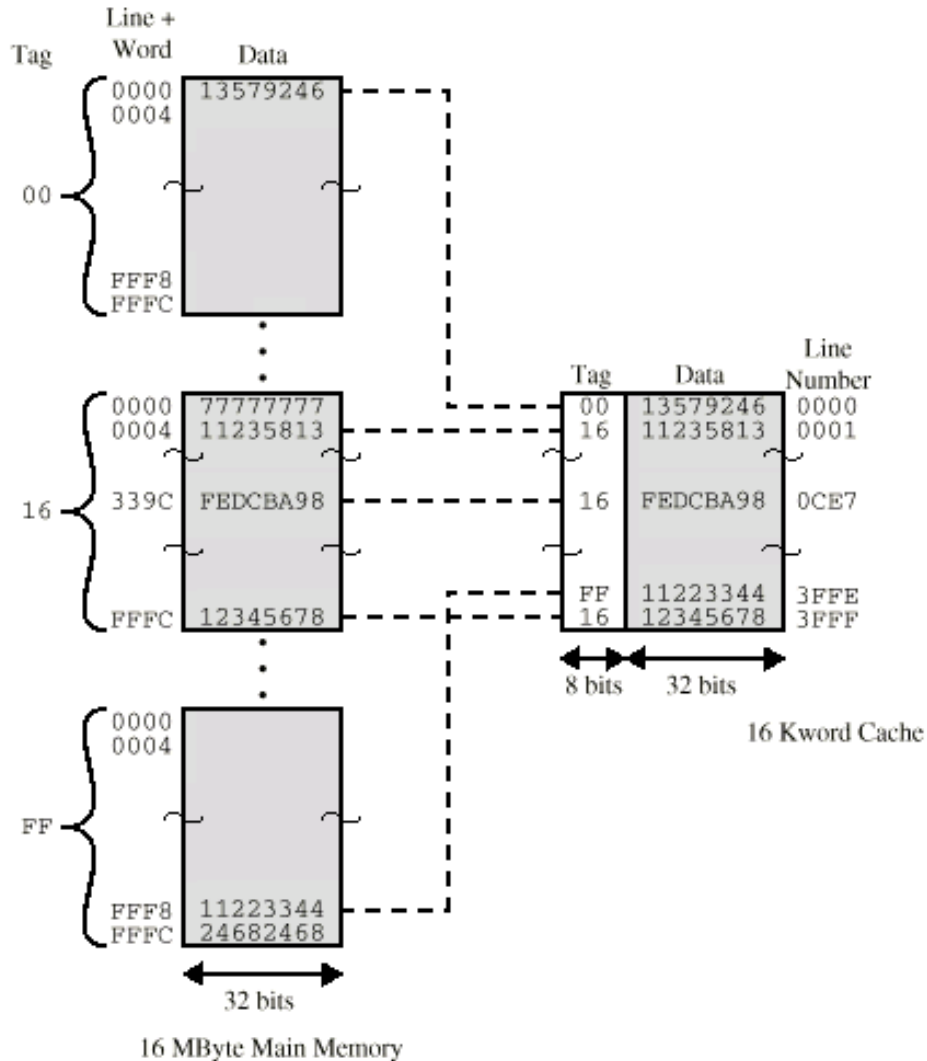 Line +
Tag Word Data
0000 13579246
0004
00
FFF8
FFFC
Tag Data Line Number
0000 77777777 00 13579246 0000
0004 11235813 16 11235813 0001
16 339C FEDCBA98 16 FEDCBA98 0CE7
FF 11223344 3FFE
FFFC 12345678 16 12345678 3FFF
8 bits 32 bits
0000
0004
16 Kword Cache
FF
FFF8 11223344
FFFC 24682468
32 bits
16 MByte Main Memory